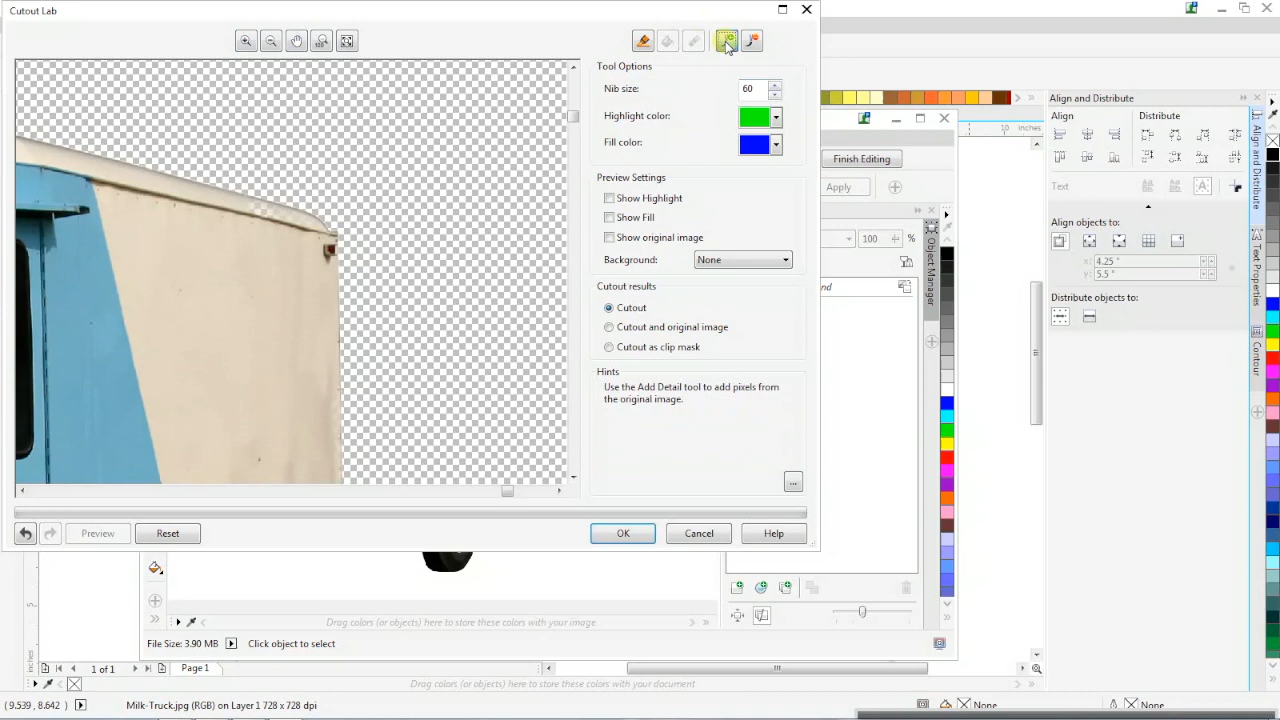 Cutout Lab
Tool Options
Nib size: 60
Highlight color:
Fill color:
Preview Settings
Show Highlight
Show Fill
Show original image
Background: None
Cutout results
Cutout
Cutout and original image
Cutout as clip mask
Hints
Use the Add Detail tool to add pixels from
the original image.
...
Preview
Reset
OK
Cancel
Help
Finish Editing
Apply
100 %
Object Manager
10 inches
Align and Distribute
Align
Distribute
Text
Align objects to:
x: 4.25 "
y: 5.5 "
Distribute objects to:
Align and Distribute
Text Properties
Contour
Drag colors (or objects) here to store these colors with your image
File Size: 3.90 MB
Click object to select
inches
1 of 1
Page 1
Drag colors (or objects) here to store these colors with your document
( 9.539 , 8.642 )
Milk-Truck.jpg (RGB) on Layer 1 728 x 728 dpi
None
None